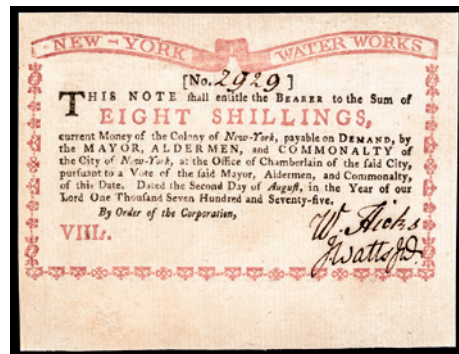 NEW-YORK WATER WORKS
[No. 2929]
THIS NOTE shall entitle the BEARER to the Sum of
EIGHT SHILLINGS,
current Money of the Colony of New-York, payable on DEMAND, by
the MAYOR, ALDERMEN, and COMMONALTY of
the City of New-York, at the Office of Chamberlain of the said City,
pursuant to a Vote of the said Mayor, Aldermen, and Commonalty,
of this Date. Dated the Second Day of August, in the Year of our
Lord One Thousand Seven Hundred and Seventy-five.
By Order of the Corporation,
VIIIs.
W. Hicks
J Watts Jr.